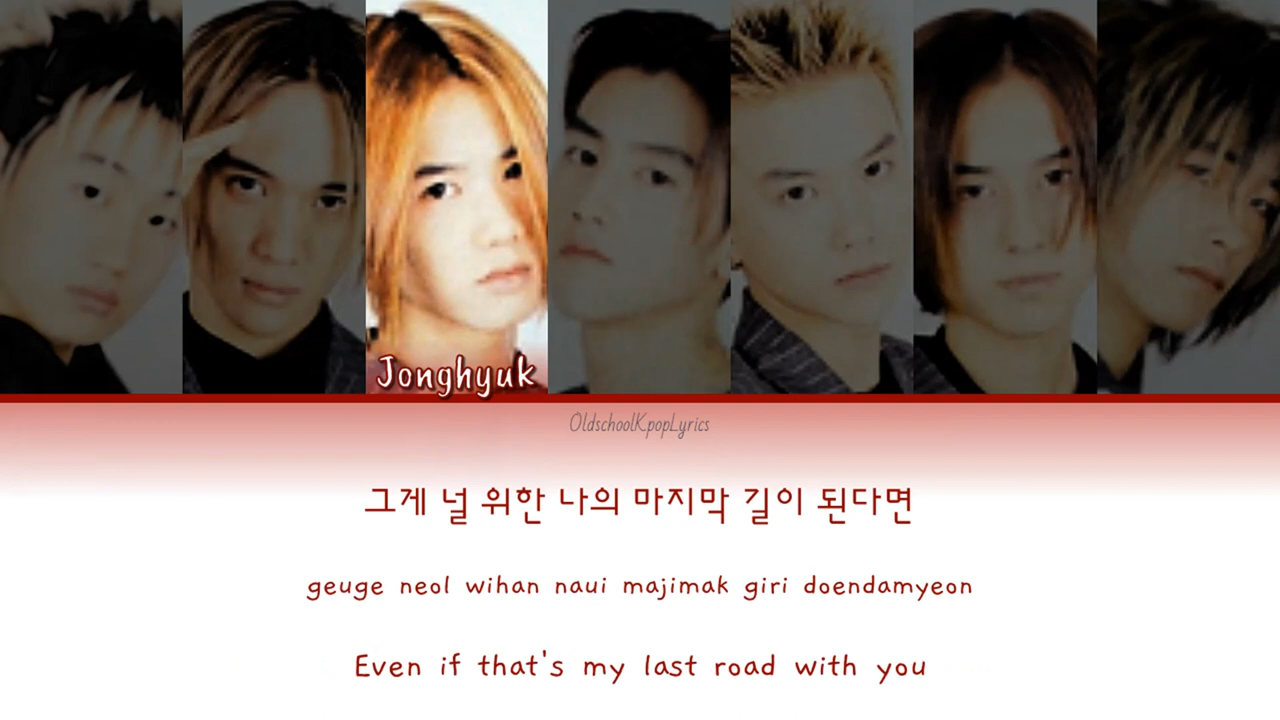 Jonghyuk
OldschoolKpopLyrics
그게 널 위한 나의 마지막 길이 된다면
geuge neol wihan naui majimak giri doendamyeon
Even if that's my last road with you